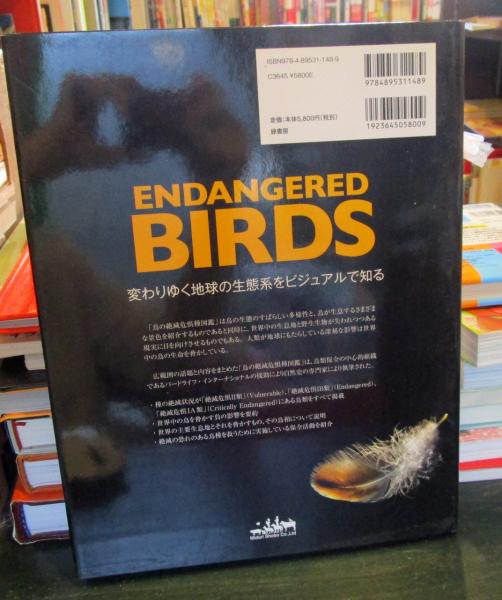 ISBN978-4-89531-148-9
C3645 ¥5800E
定価:本体5,800円(税別)
緑書房
9784895311489
1923645058009
ENDANGERED
BIRDS
変わりゆく地球の生態系をビジュアルで知る
「鳥の絶滅危惧種図鑑」は鳥の生態のすばらしい多様性と、鳥が生息するさまざま
な景色を紹介するものであると同時に、世界中の生息地と野生生物が失われつつある
現実に目を向けさせるものでもある。人類が地球にもたらしている深刻な影響は世界
中の鳥の生命を脅かしている。
広範囲の話題と内容をまとめた「鳥の絶滅危惧種図鑑」は、鳥類保全の中心的組織
であるバードライフ・インターナショナルの援助により自然史の専門家により執筆された。
・種の絶滅状況が「絶滅危惧II類」(Vulnerable)、「絶滅危惧IB類」(Endangered)、
「絶滅危惧IA類」(Critically Endangered)にある鳥類をすべて掲載
・世界中の鳥を脅かす負の影響を要約
・世界の主要生息地とそれを脅かすもの、その鳥相について説明
・絶滅の恐れのある鳥種を救うために実施している保全活動を紹介
Midori Shobo Co.,Ltd